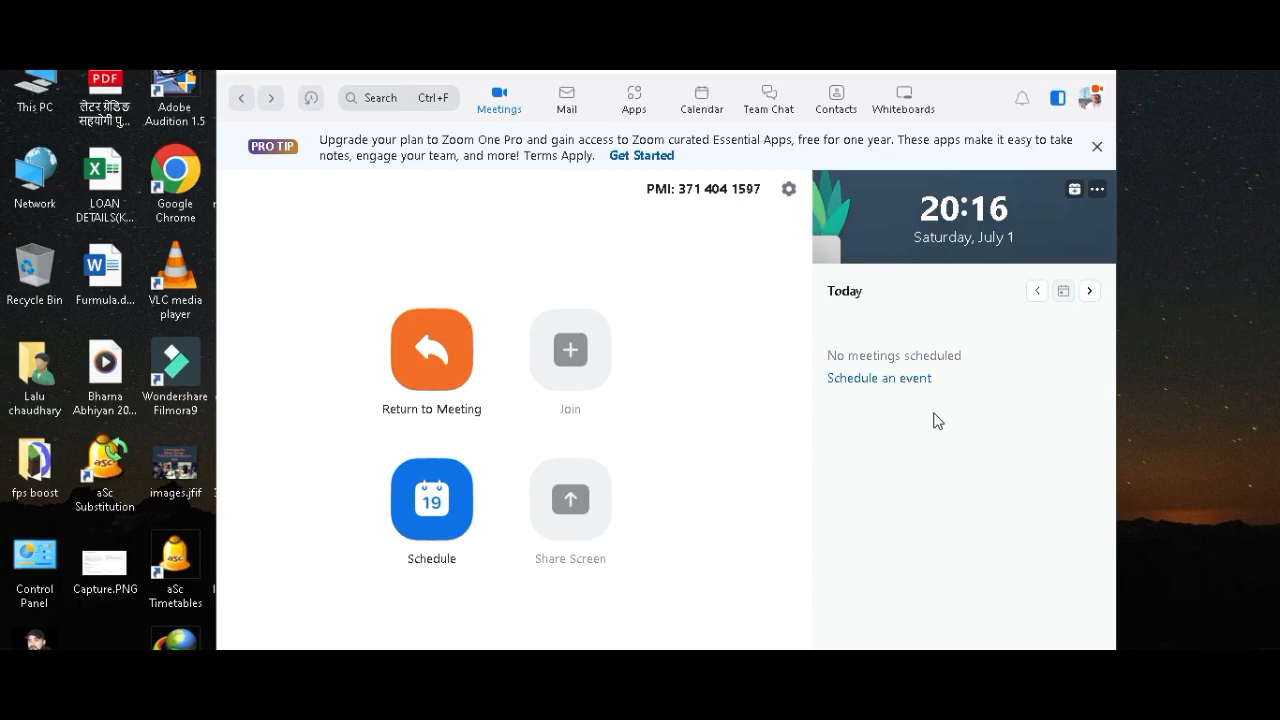 This PC
लेटर पेंडिंग
सहयोगी पु...
Adobe
Audition 1.5
Network
LOAN
DETAILS(K...
Google
Chrome
Recycle Bin
Furmula.d...
VLC media
player
Lalu
chaudhary
Bharna
Abhiyan 20...
Wondershare
Filmora9
fps boost
aSc
Substitution
images.jfif
Control
Panel
Capture.PNG
aSc
Timetables
PDF
asc
Search Ctrl+F
Meetings
Mail
Apps
Calendar
Team Chat
Contacts
Whiteboards
PRO TIP
Upgrade your plan to Zoom One Pro and gain access to Zoom curated Essential Apps, free for one year. These apps make it easy to take
notes, engage your team, and more! Terms Apply. Get Started
PMI: 371 404 1597
Return to Meeting
Join
19
Schedule
Share Screen
20:16
Saturday, July 1
Today
No meetings scheduled
Schedule an event